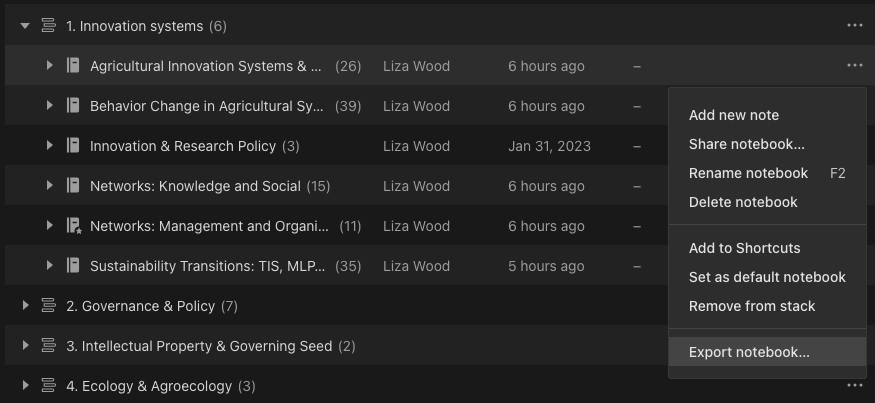 1. Innovation systems (6) ...
Agricultural Innovation Systems & ... (26) Liza Wood 6 hours ago – ...
Behavior Change in Agricultural Sy... (39) Liza Wood 6 hours ago –
Innovation & Research Policy (3) Liza Wood Jan 31, 2023 –
Networks: Knowledge and Social (15) Liza Wood 6 hours ago –
Networks: Management and Organi... (11) Liza Wood 6 hours ago –
Sustainability Transitions: TIS, MLP... (35) Liza Wood 5 hours ago –
2. Governance & Policy (7)
3. Intellectual Property & Governing Seed (2)
4. Ecology & Agroecology (3) ...
Add new note
Share notebook...
Rename notebook F2
Delete notebook
Add to Shortcuts
Set as default notebook
Remove from stack
Export notebook...